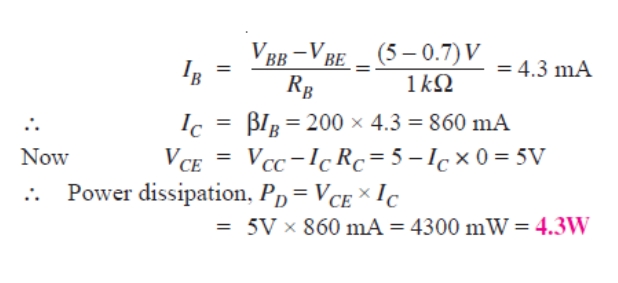 I_B = (V_BB – V_BE) / R_B = (5 – 0.7) V / 1 kΩ = 4.3 mA
∴ I_C = βI_B = 200 × 4.3 = 860 mA
Now V_CE = V_CC – I_C R_C = 5 – I_C × 0 = 5V
∴ Power dissipation, P_D = V_CE × I_C
= 5V × 860 mA = 4300 mW = 4.3W